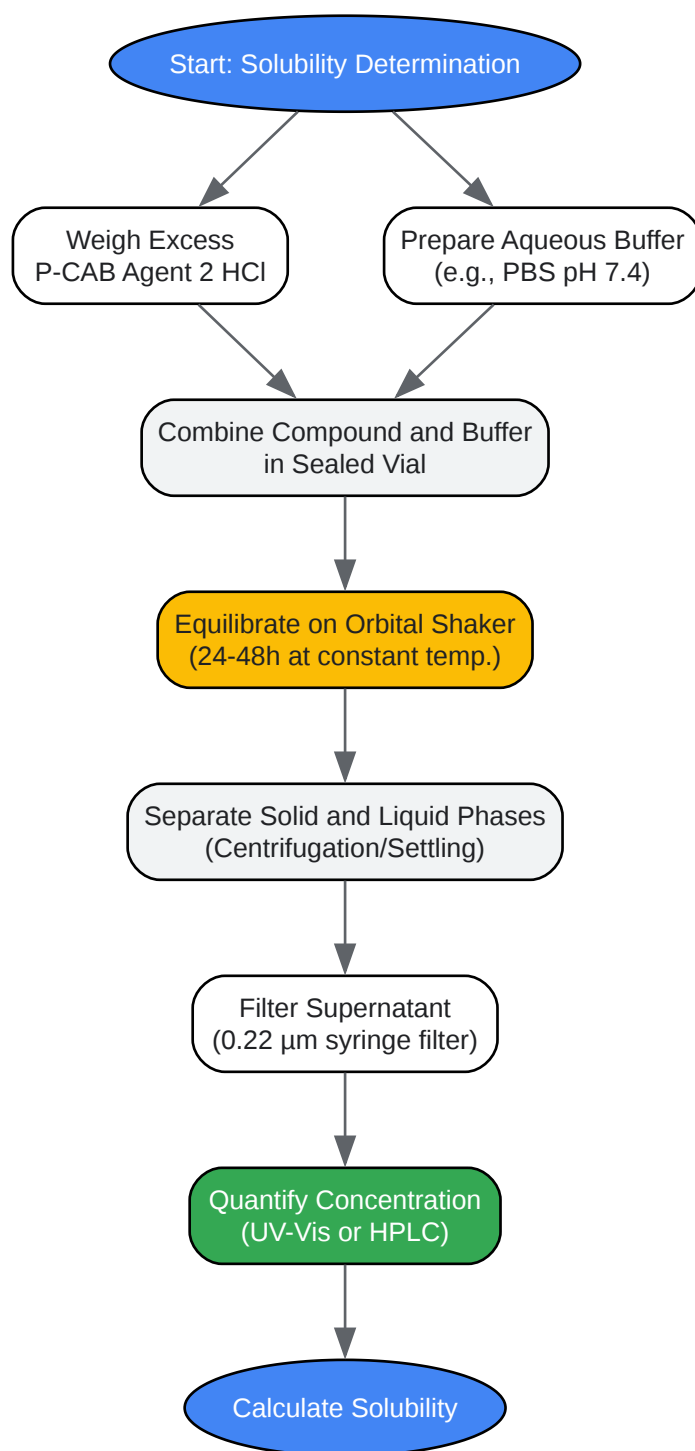 Start: Solubility Determination
Weigh Excess
P-CAB Agent 2 HCl
Prepare Aqueous Buffer
(e.g., PBS pH 7.4)
Combine Compound and Buffer
in Sealed Vial
Equilibrate on Orbital Shaker
(24-48h at constant temp.)
Separate Solid and Liquid Phases
(Centrifugation/Settling)
Filter Supernatant
(0.22 µm syringe filter)
Quantify Concentration
(UV-Vis or HPLC)
Calculate Solubility